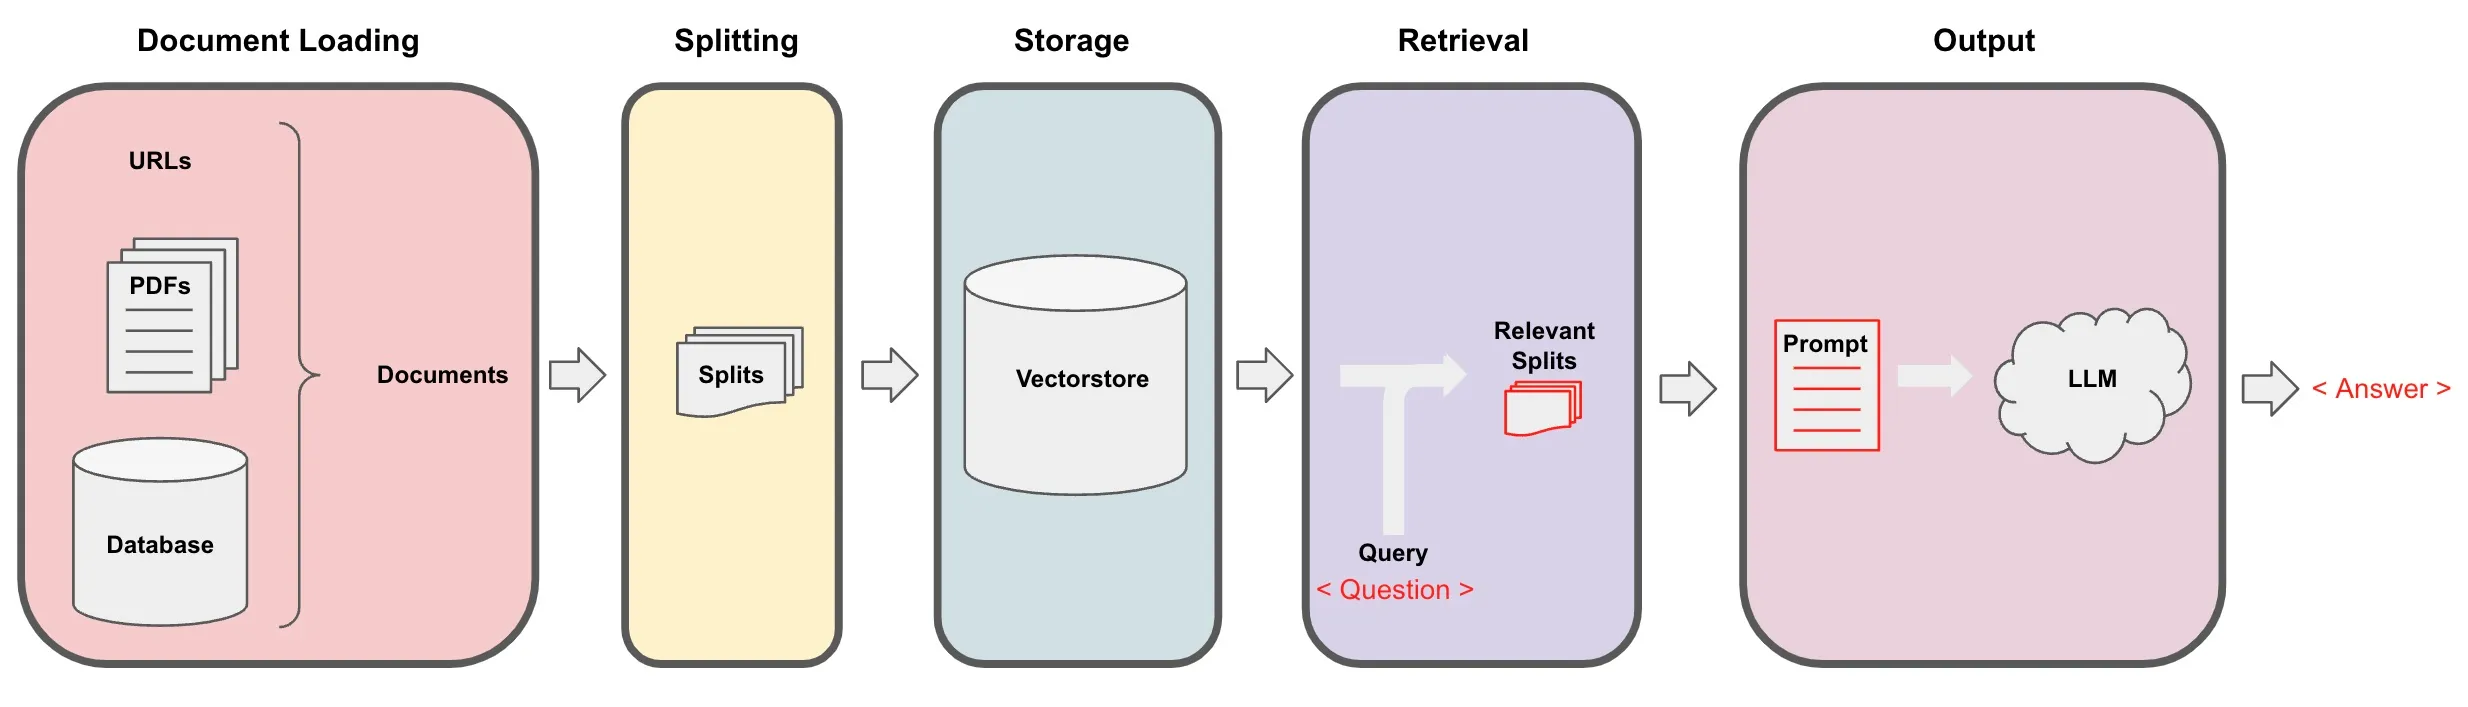 Document Loading
Splitting
Storage
Retrieval
Output
URLs
PDFs
Database
Documents
Splits
Vectorstore
Query
< Question >
Relevant
Splits
Prompt
LLM
< Answer >